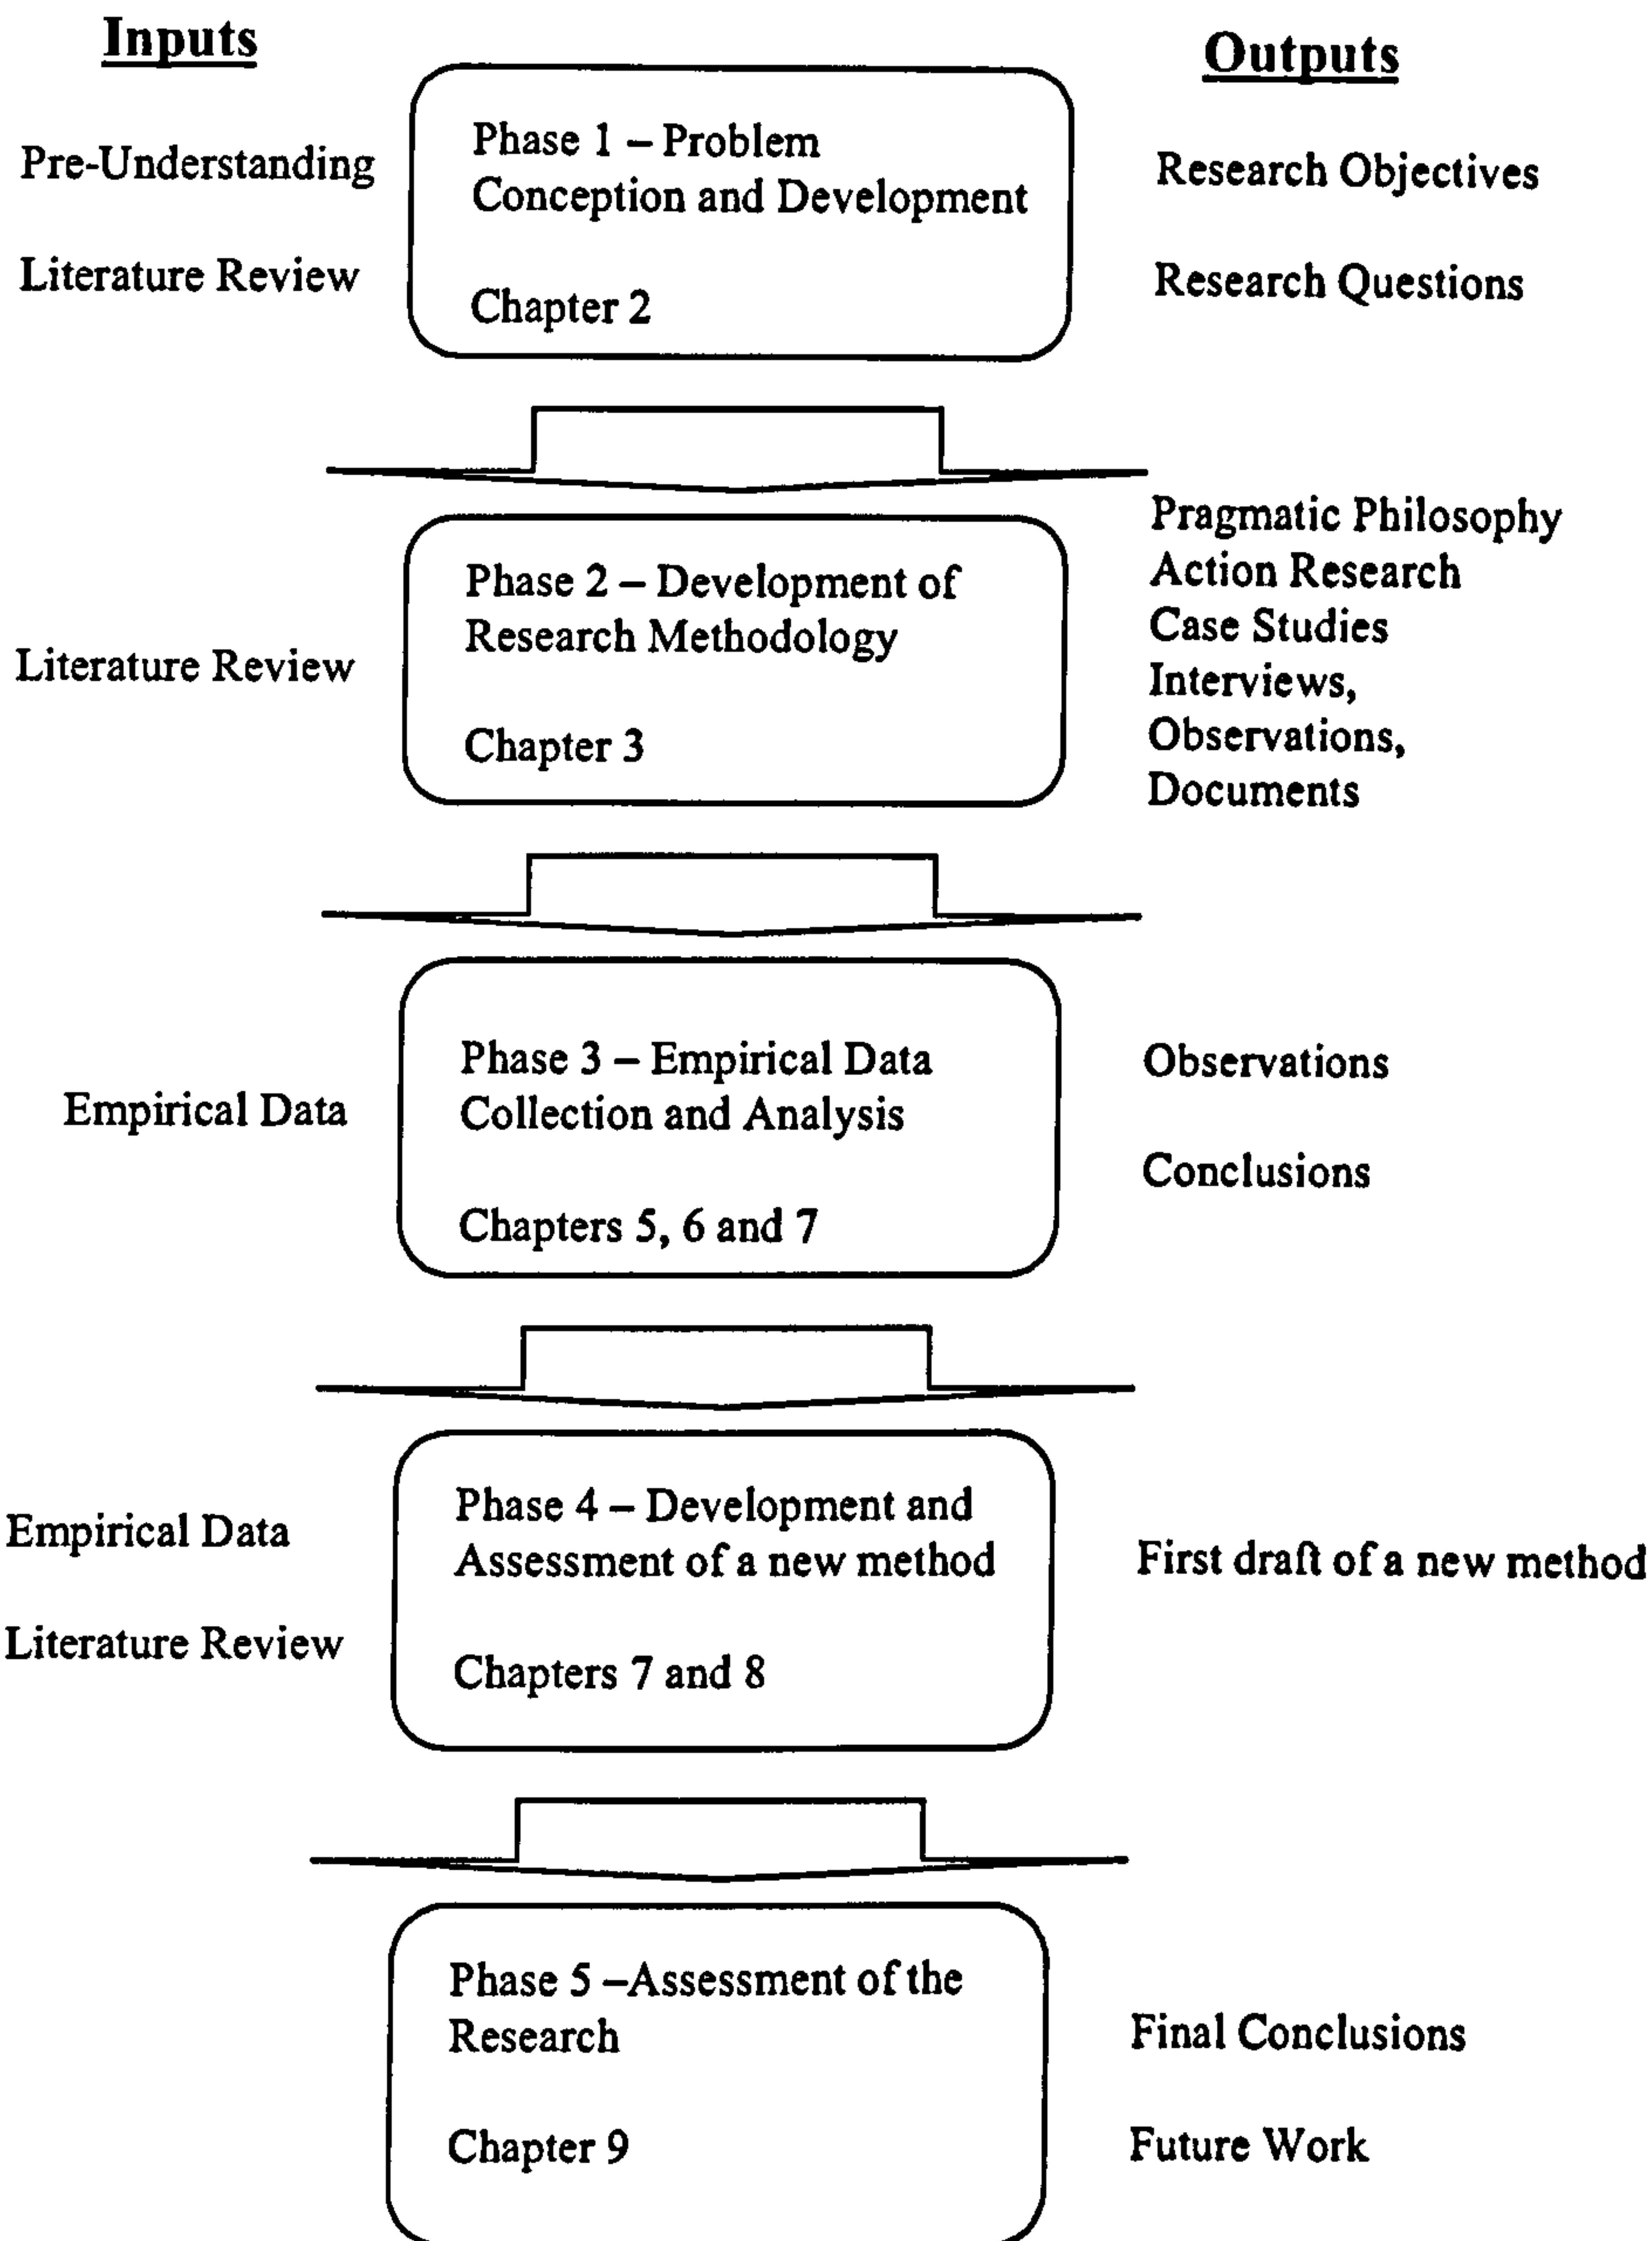 Inputs
Outputs
Pre-Understanding
Literature Review
Phase 1 – Problem
Conception and Development
Chapter 2
Research Objectives
Research Questions
Literature Review
Phase 2 – Development of
Research Methodology
Chapter 3
Pragmatic Philosophy
Action Research
Case Studies
Interviews,
Observations,
Documents
Empirical Data
Phase 3 – Empirical Data
Collection and Analysis
Chapters 5, 6 and 7
Observations
Conclusions
Empirical Data
Literature Review
Phase 4 – Development and
Assessment of a new method
Chapters 7 and 8
First draft of a new method
Phase 5 –Assessment of the
Research
Chapter 9
Final Conclusions
Future Work